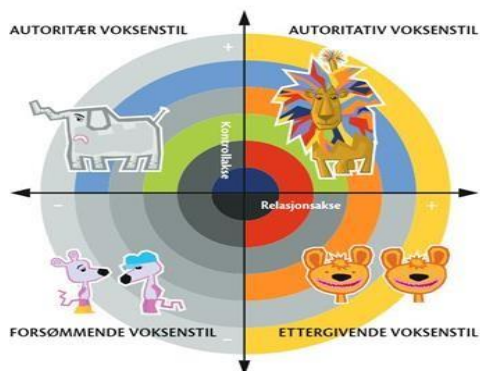 AUTORITÆR VOKSENSTIL
AUTORITATIV VOKSENSTIL
+
Kontrollakse
–
Relasjonsakse
+
FORSØMMENDE VOKSENSTIL
–
ETTERGIVENDE VOKSENSTIL